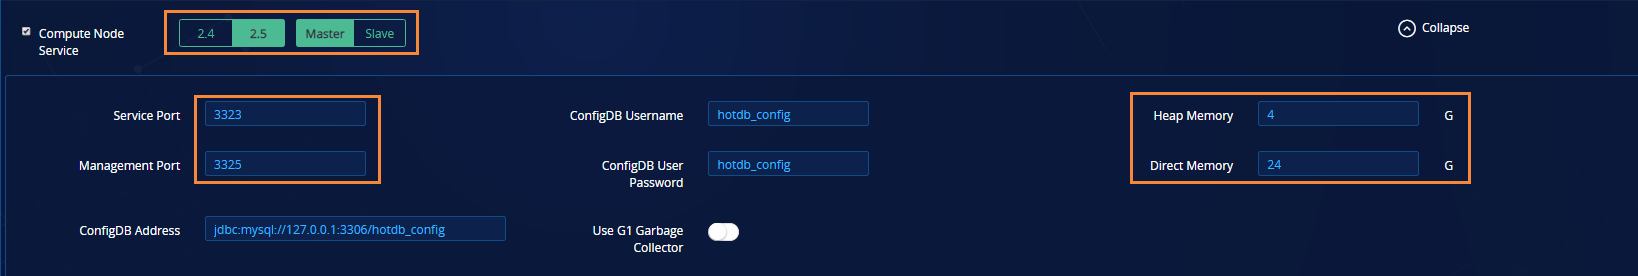 Compute Node
Service
2.4 2.5 Master Slave
Collapse
Service Port 3323 ConfigDB Username hotdb_config Heap Memory 4 G
Management Port 3325 ConfigDB User
Password hotdb_config Direct Memory 24 G
ConfigDB Address jdbc:mysql://127.0.0.1:3306/hotdb_config Use G1 Garbage
Collector